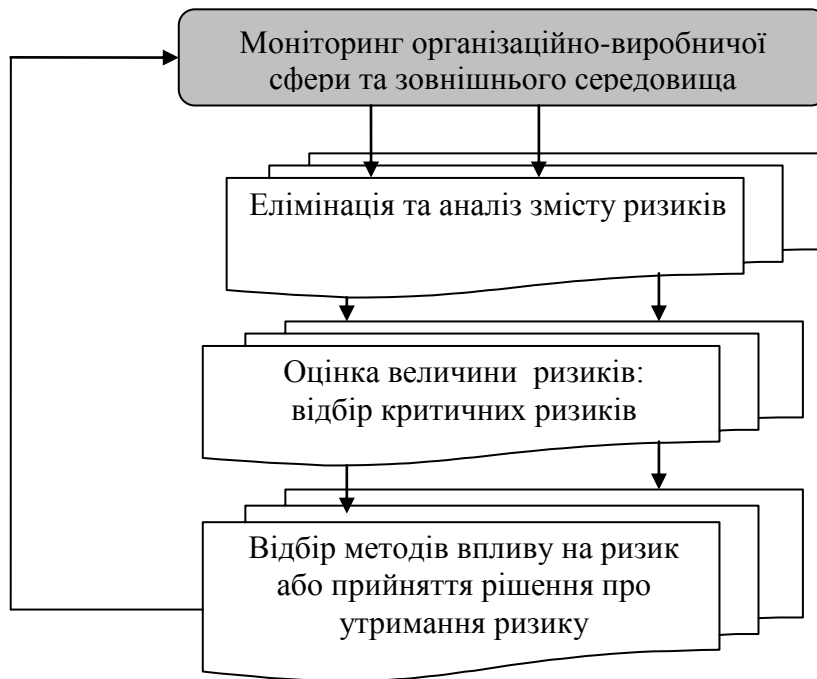 Моніторинг організаційно-виробничої
сфери та зовнішнього середовища
Елімінація та аналіз змісту ризиків
Оцінка величини  ризиків:
відбір критичних ризиків
Відбір методів впливу на ризик
або прийняття рішення про
утримання ризику